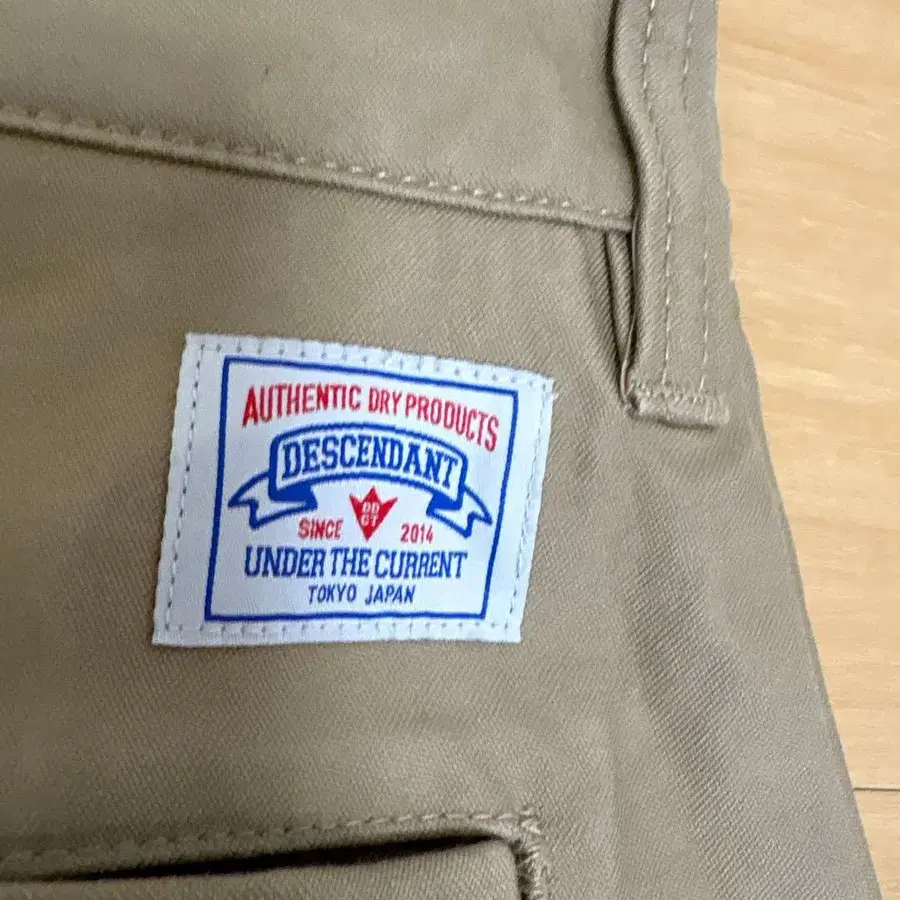 AUTHENTIC DRY PRODUCTS
DESCENDANT
DD
CT
SINCE 2014
UNDER THE CURRENT
TOKYO JAPAN